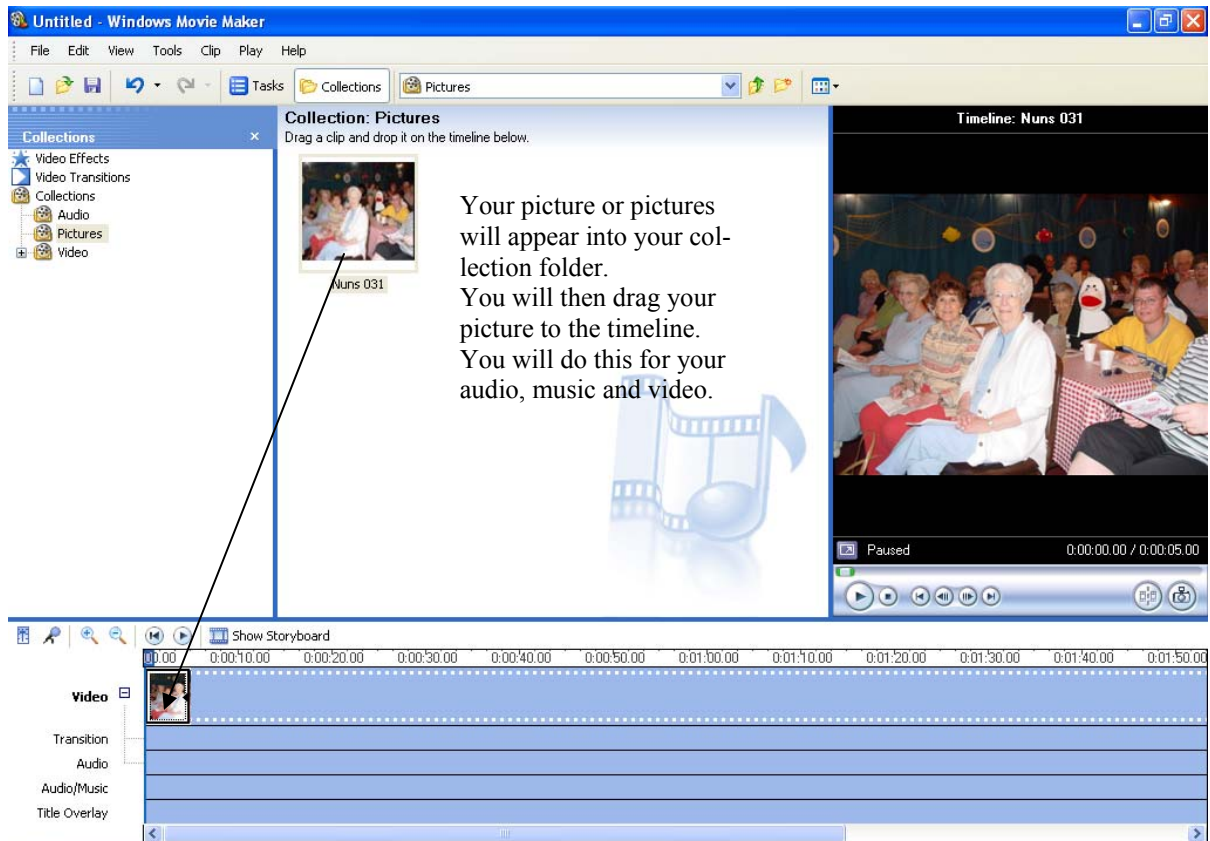 Untitled - Windows Movie Maker
File Edit View Tools Clip Play Help
Tasks Collections Pictures
Collections
Video Effects
Video Transitions
Collections
Audio
Pictures
Video
Collection: Pictures
Drag a clip and drop it on the timeline below.
Nuns 031
Your picture or pictures
will appear into your col-
lection folder.
You will then drag your
picture to the timeline.
You will do this for your
audio, music and video.
Timeline: Nuns 031
Paused 0:00:00.00 / 0:00:05.00
Show Storyboard
0:00:10.00 0:00:20.00 0:00:30.00 0:00:40.00 0:00:50.00 0:01:00.00 0:01:10.00 0:01:20.00 0:01:30.00 0:01:40.00 0:01:50.00
Video
Transition
Audio
Audio/Music
Title Overlay